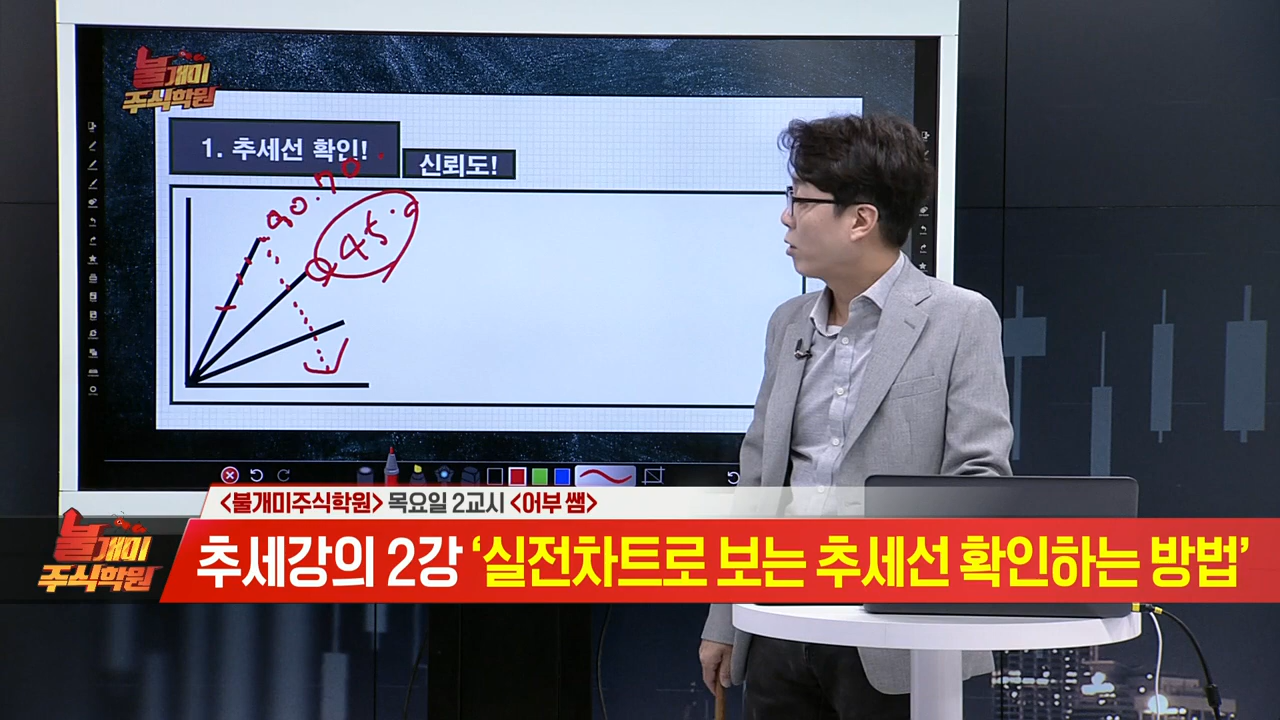 불개미
주식학원
1. 추세선 확인!
신뢰도!
90.70
45.
<불개미주식학원> 목요일 2교시 <어부 쌤>
불개미
주식학원
추세강의 2강 ‘실전차트로 보는 추세선 확인하는 방법’